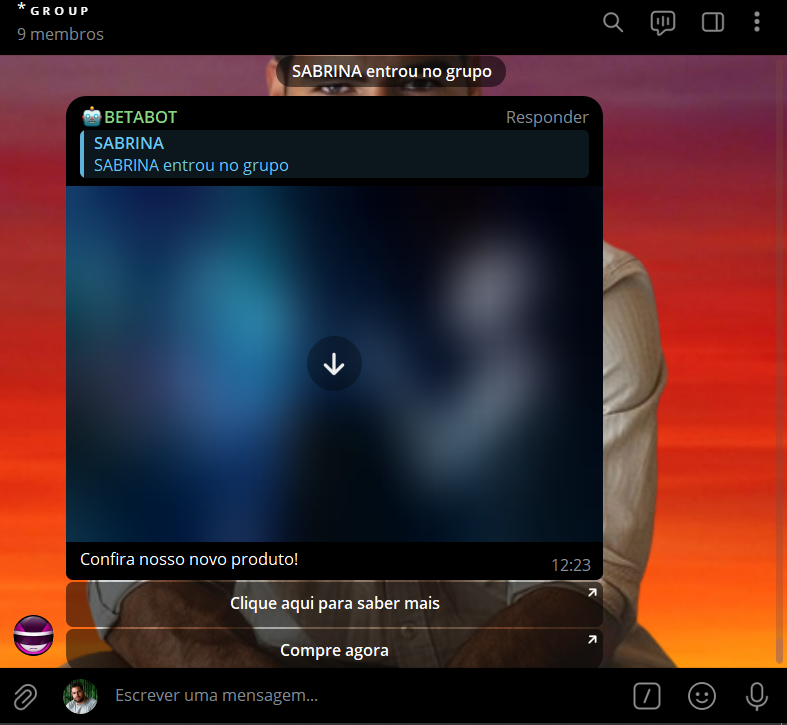 * GROUP
9 membros
SABRINA entrou no grupo
BETABOT
Responder
SABRINA
SABRINA entrou no grupo
Confira nosso novo produto!
12:23
Clique aqui para saber mais
Compre agora
Escrever uma mensagem...